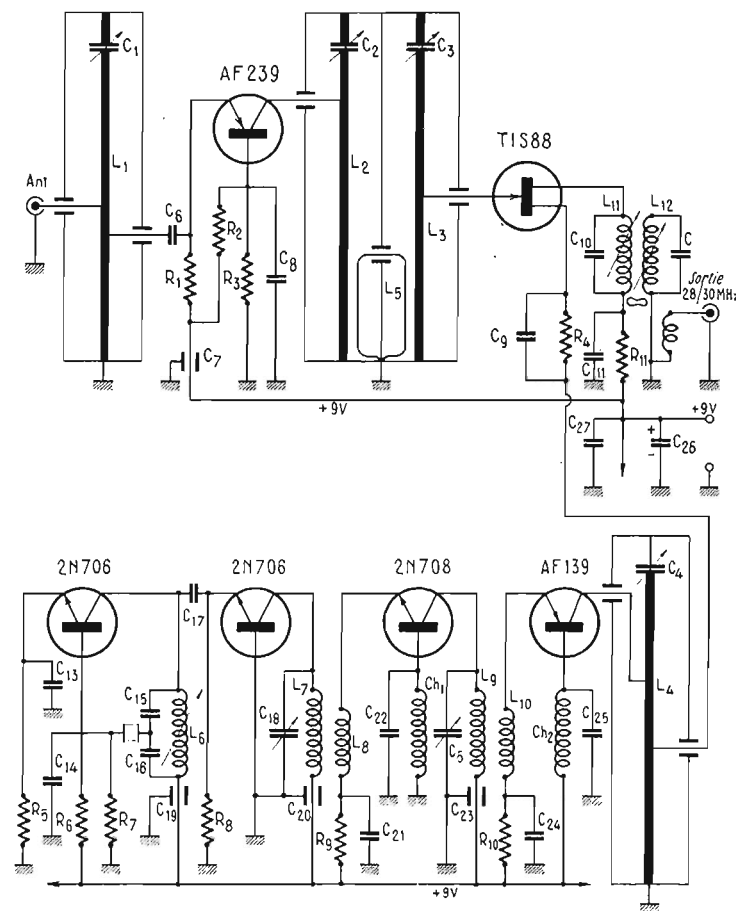 C1
C2
C3
AF239
TIS88
Ant
L1
L2
L3
L11
L12
C6
R2
C10
C
R1
R3
C8
L5
Sortie
28/30MHz
C9
R4
C11
R11
C7
+9V
+9V
C27
+
-
C26
2N706
2N706
2N708
AF139
C4
C17
C13
C15
L6
L7
C18
L8
C22
Ch1
L9
C5
L10
Ch2
C25
L4
C14
C16
C19
C20
C21
C23
C24
R5
R6
R7
R8
R9
R10
+9V